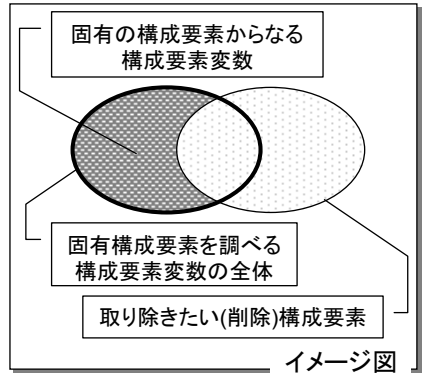 固有の構成要素からなる
構成要素変数
固有構成要素を調べる
構成要素変数の全体
取り除きたい(削除)構成要素
イメージ図